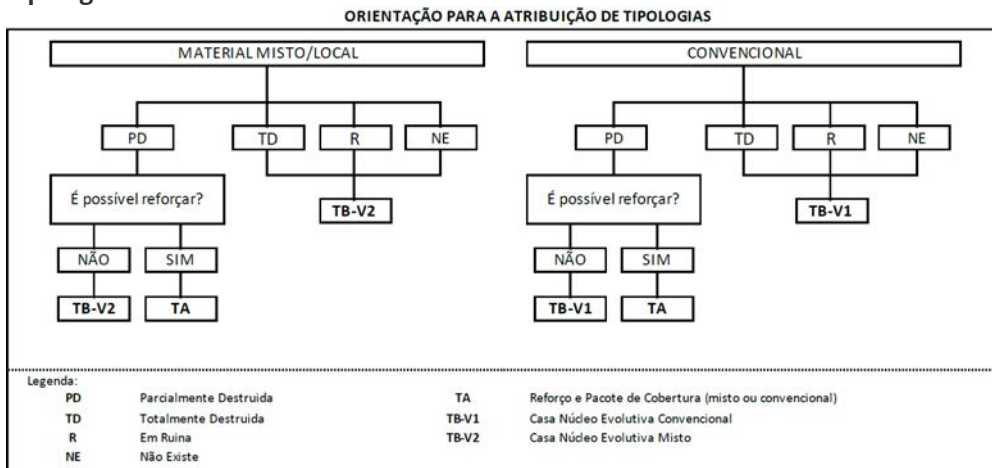 ORIENTAÇÃO PARA A ATRIBUIÇÃO DE TIPOLOGIAS
MATERIAL MISTO/LOCAL
CONVENCIONAL
PD TD R NE
PD TD R NE
É possível reforçar?
TB-V2
É possível reforçar?
TB-V1
NÃO SIM
NÃO SIM
TB-V2 TA
TB-V1 TA
Legenda:
PD Parcialmente Destruida TA Reforço e Pacote de Cobertura (misto ou convencional)
TD Totalmente Destruida TB-V1 Casa Núcleo Evolutiva Convencional
R Em Ruina TB-V2 Casa Núcleo Evolutiva Misto
NE Não Existe